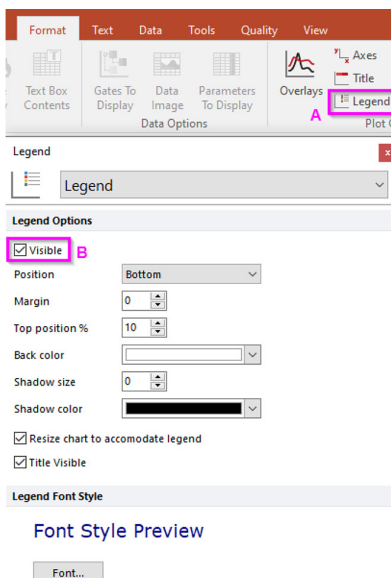 Format Text Data Tools Quality View
Text Box Contents
Gates To Display
Data Image
Parameters To Display
Overlays
Axes
Title
Legend
A
Data Options
Plot
Legend
x
Legend
Legend Options
Visible B
Position Bottom
Margin 0
Top position % 10
Back color
Shadow size 0
Shadow color
Resize chart to accomodate legend
Title Visible
Legend Font Style
Font Style Preview
Font...